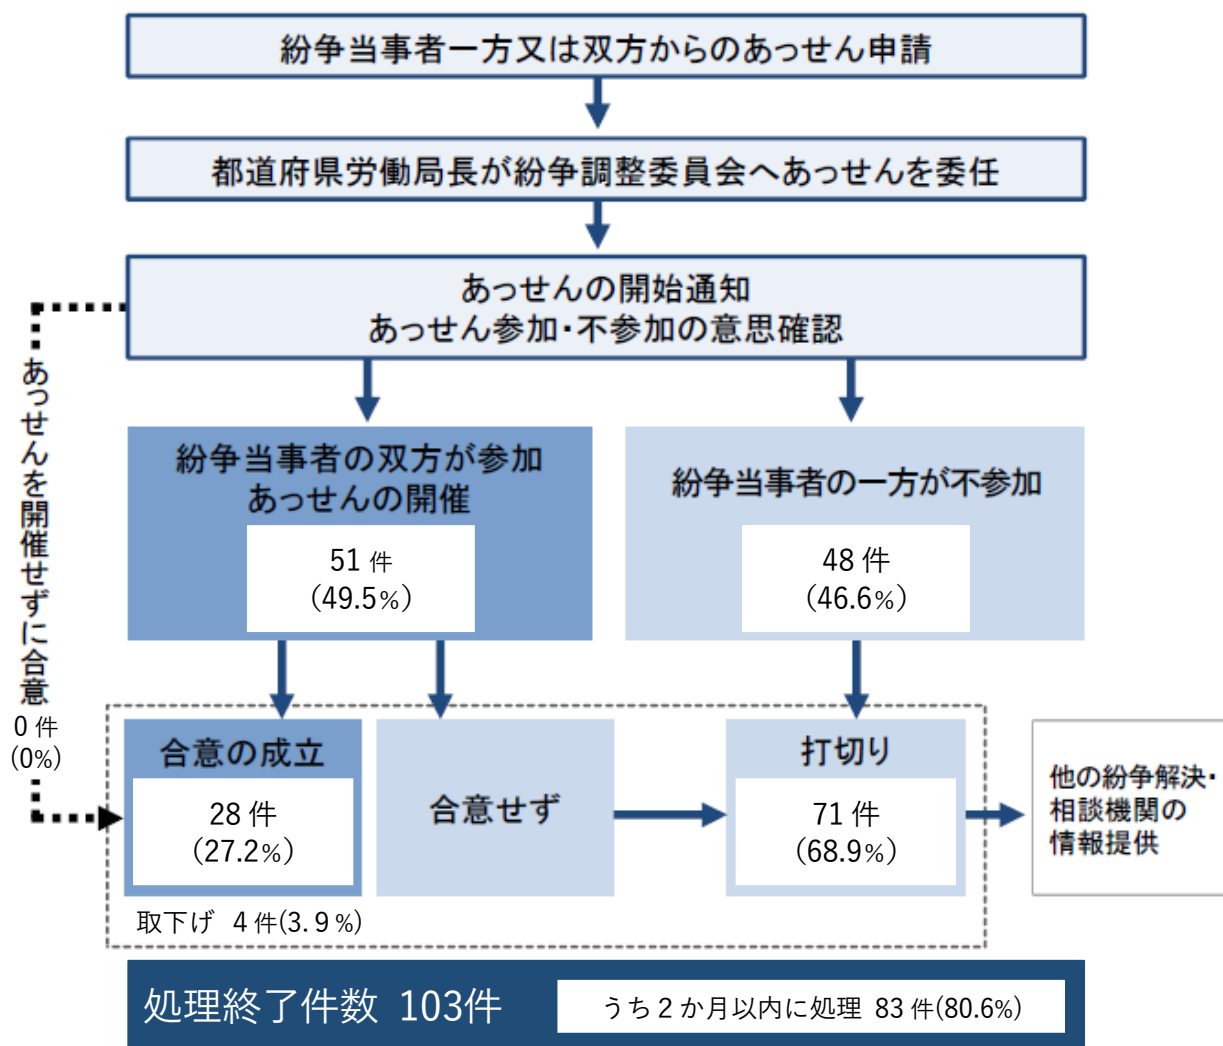 紛争当事者一方又は双方からのあっせん申請
都道府県労働局長が紛争調整委員会へあっせんを委任
あっせんの開始通知
あっせん参加・不参加の意思確認
あっせんを開催せずに合意
0 件
(0%)
紛争当事者の双方が参加
あっせんの開催
51 件
(49.5%)
紛争当事者の一方が不参加
48 件
(46.6%)
合意の成立
28 件
(27.2%)
合意せず
打切り
71 件
(68.9%)
他の紛争解決・
相談機関の
情報提供
取下げ 4 件(3.9%)
処理終了件数 103件
うち2か月以内に処理 83 件(80.6%)